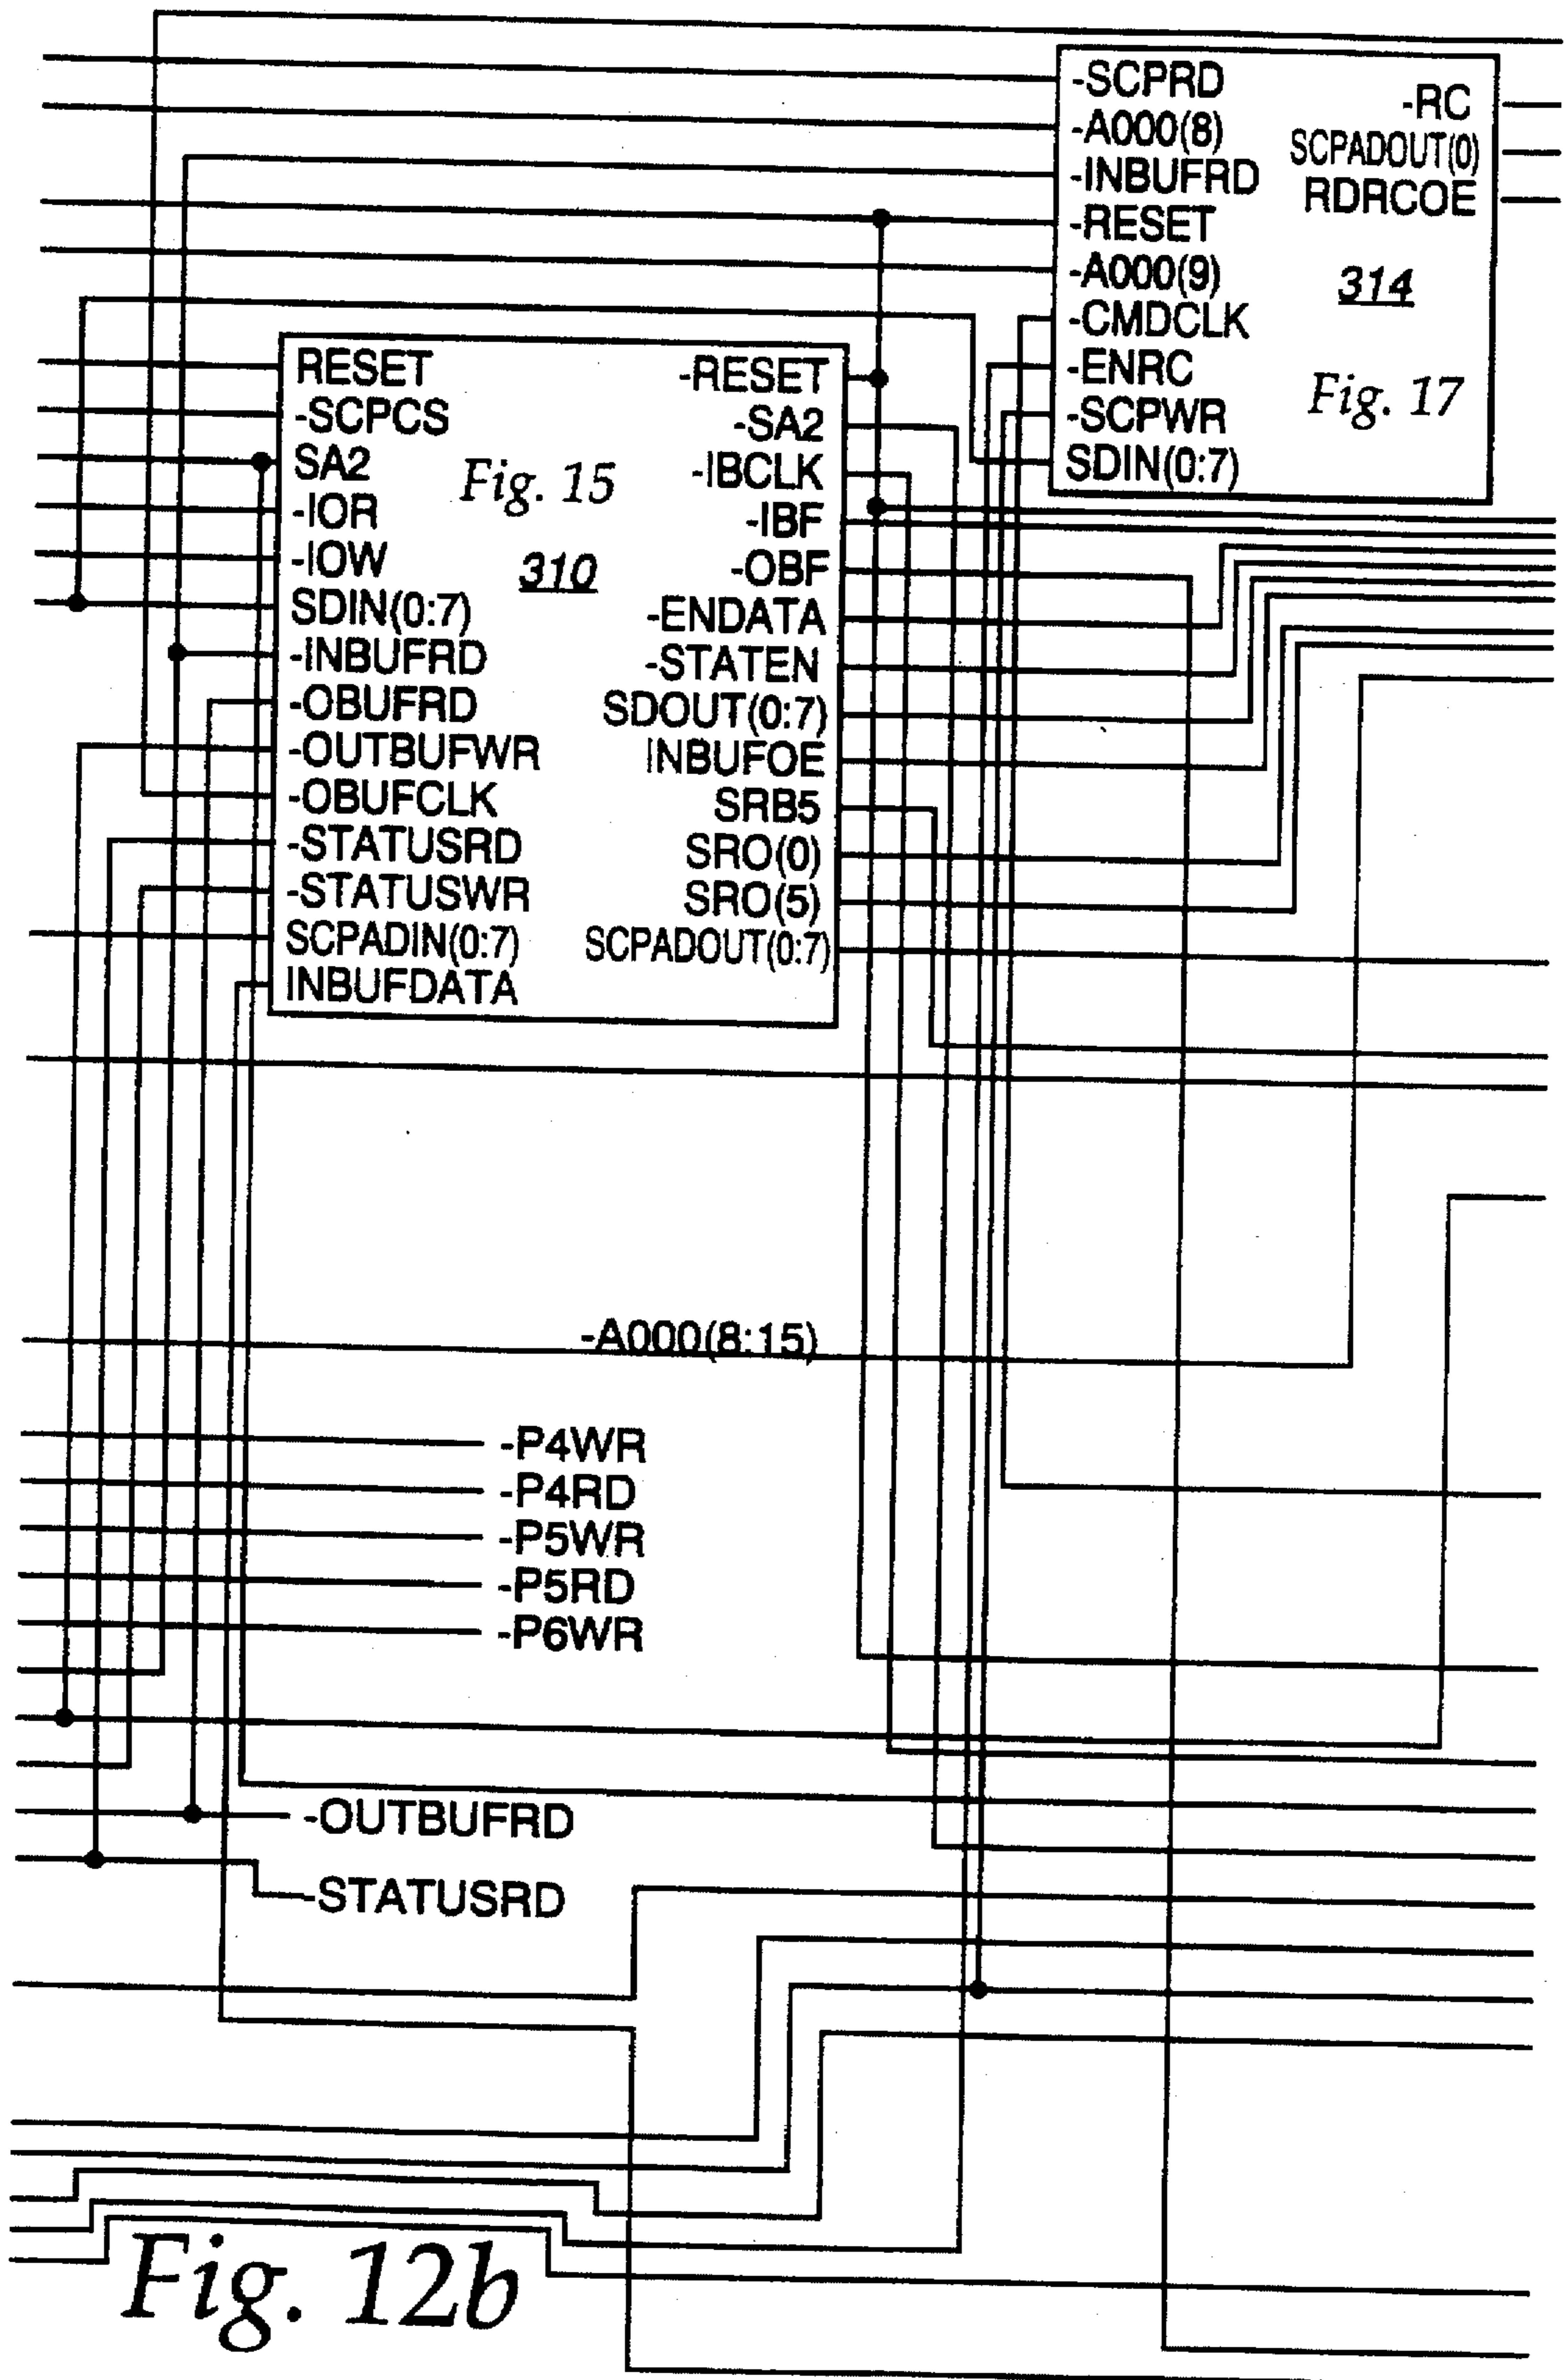 -SCPRD
-A000(8)
-INBUFRD
-RESET
-A000(9)
-CMDCLK
-ENRC
-SCPWR
SDIN(0:7)
-RC
SCPADOUT(0)
RDRCOE
314
Fig. 17
RESET
-SCPCS
SA2
-IOR
-IOW
SDIN(0:7)
-INBUFRD
-OBUFRD
-OUTBUFWR
-OBUFCLK
-STATUSRD
-STATUSWR
SCPADIN(0:7)
INBUFDATA
Fig. 15
310
-RESET
-SA2
-IBCLK
-IBF
-OBF
-ENDATA
-STATEN
SDOUT(0:7)
INBUFOE
SRB5
SRO(0)
SRO(5)
SCPADOUT(0:7)
-A000(8:15)
-P4WR
-P4RD
-P5WR
-P5RD
-P6WR
-OUTBUFRD
-STATUSRD
Fig. 12b